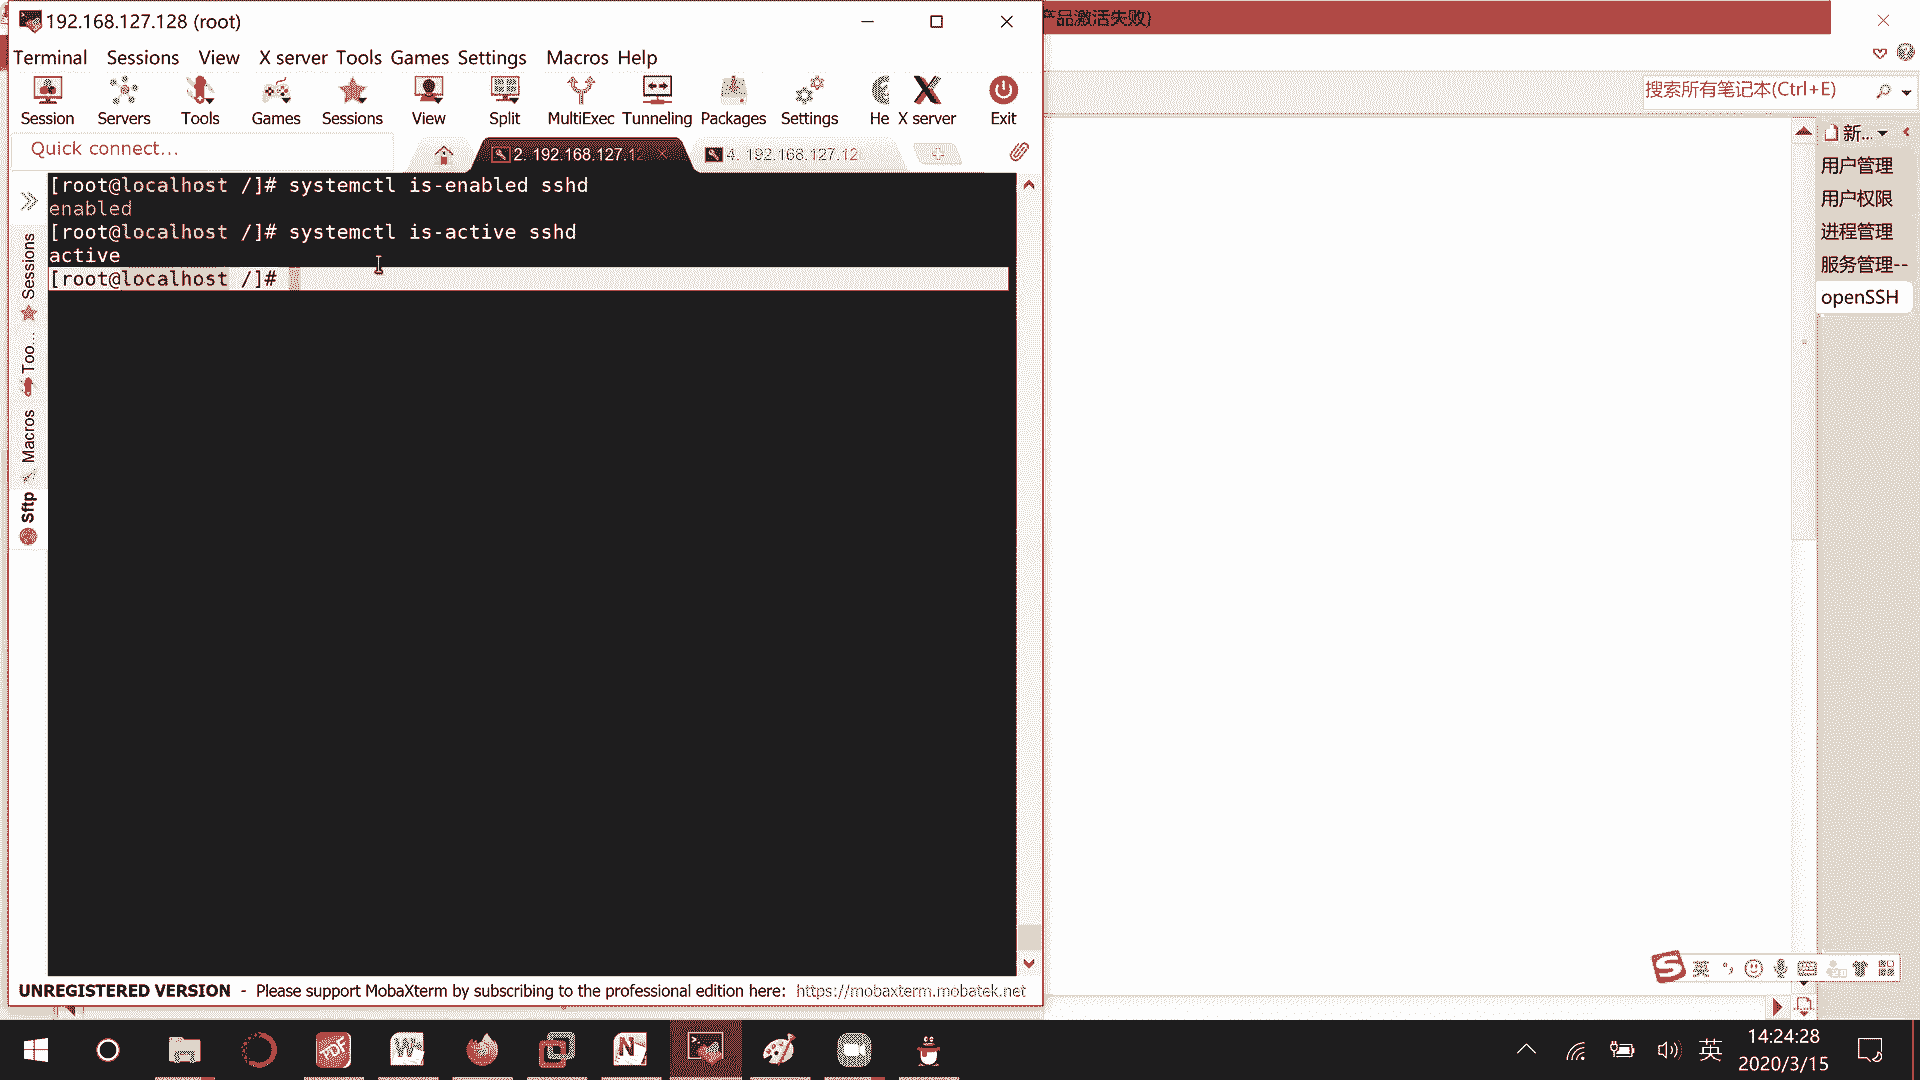 192.168.127.128 (root)
产品激活失败)
Terminal Sessions View X server Tools Games Settings Macros Help
搜索所有笔记本(Ctrl+E)
Session Servers Tools Games Sessions View Split MultiExec Tunneling Packages Settings He X server Exit
Quick connect...
2. 192.168.127.12
4. 192.168.127.12
新...
[root@localhost /]# systemctl is-enabled sshd
enabled
[root@localhost /]# systemctl is-active sshd
active
[root@localhost /]#
用户管理
用户权限
进程管理
服务管理--
openSSH
Sessions
Too...
Macros
Sftp
英
UNREGISTERED VERSION - Please support MobaXterm by subscribing to the professional edition here: https://mobaxterm.mobatek.net
PDF
W
N
英
14:24:28
2020/3/15